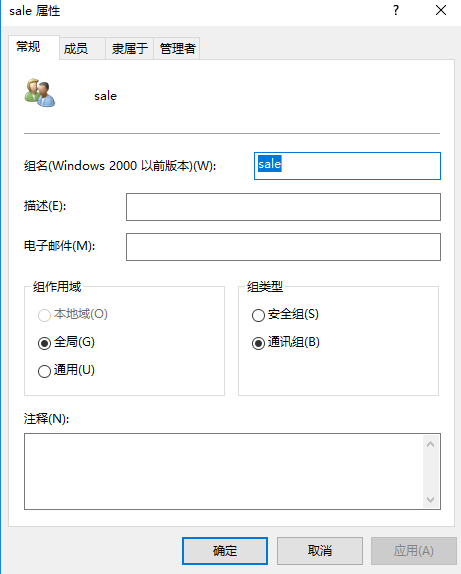 sale 属性
常规 成员 隶属于 管理者
sale
组名(Windows 2000 以前版本)(W): sale
描述(E):
电子邮件(M):
组作用域 组类型
本地域(O) 安全组(S)
全局(G) 通讯组(B)
通用(U)
注释(N):
确定 取消 应用(A)